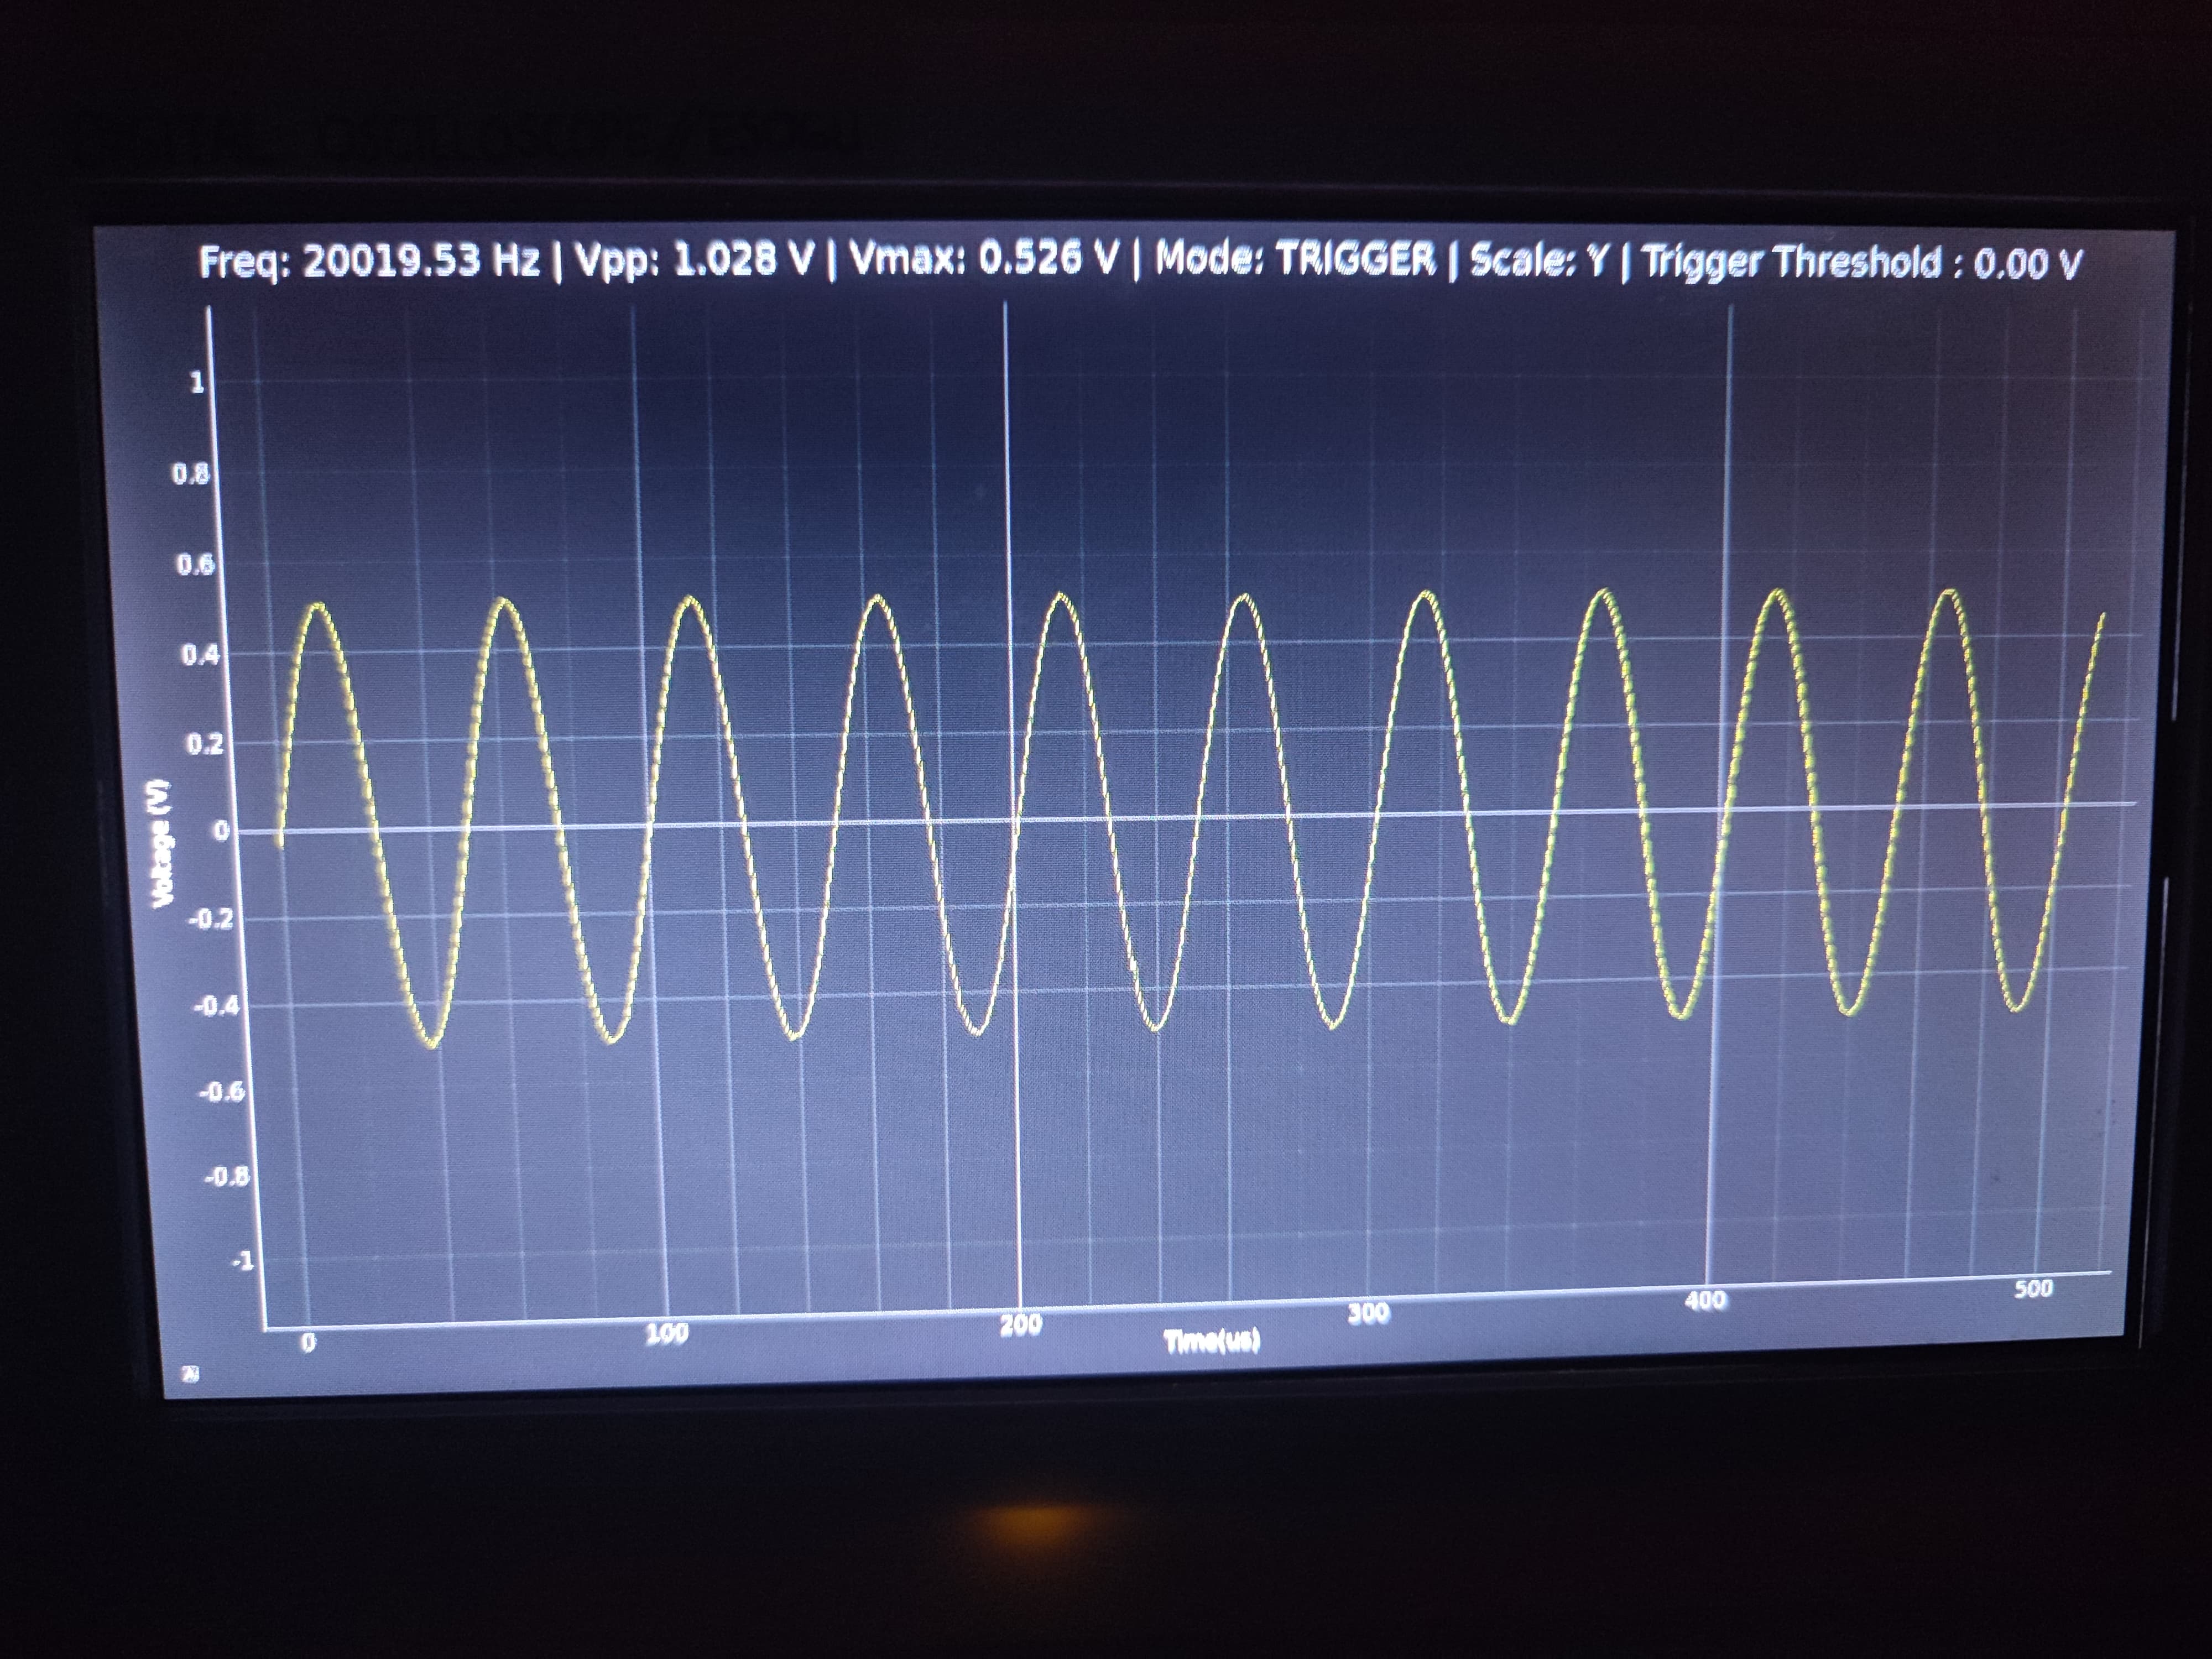 Freq: 20019.53 Hz | Vpp: 1.028 V | Vmax: 0.526 V | Mode: TRIGGER | Scale: Y | Trigger Threshold : 0.00 V
1
0.8
0.6
0.4
0.2
0
-0.2
-0.4
-0.6
-0.8
-1
Voltage (V)
0 100 200 300 400 500
Time(us)